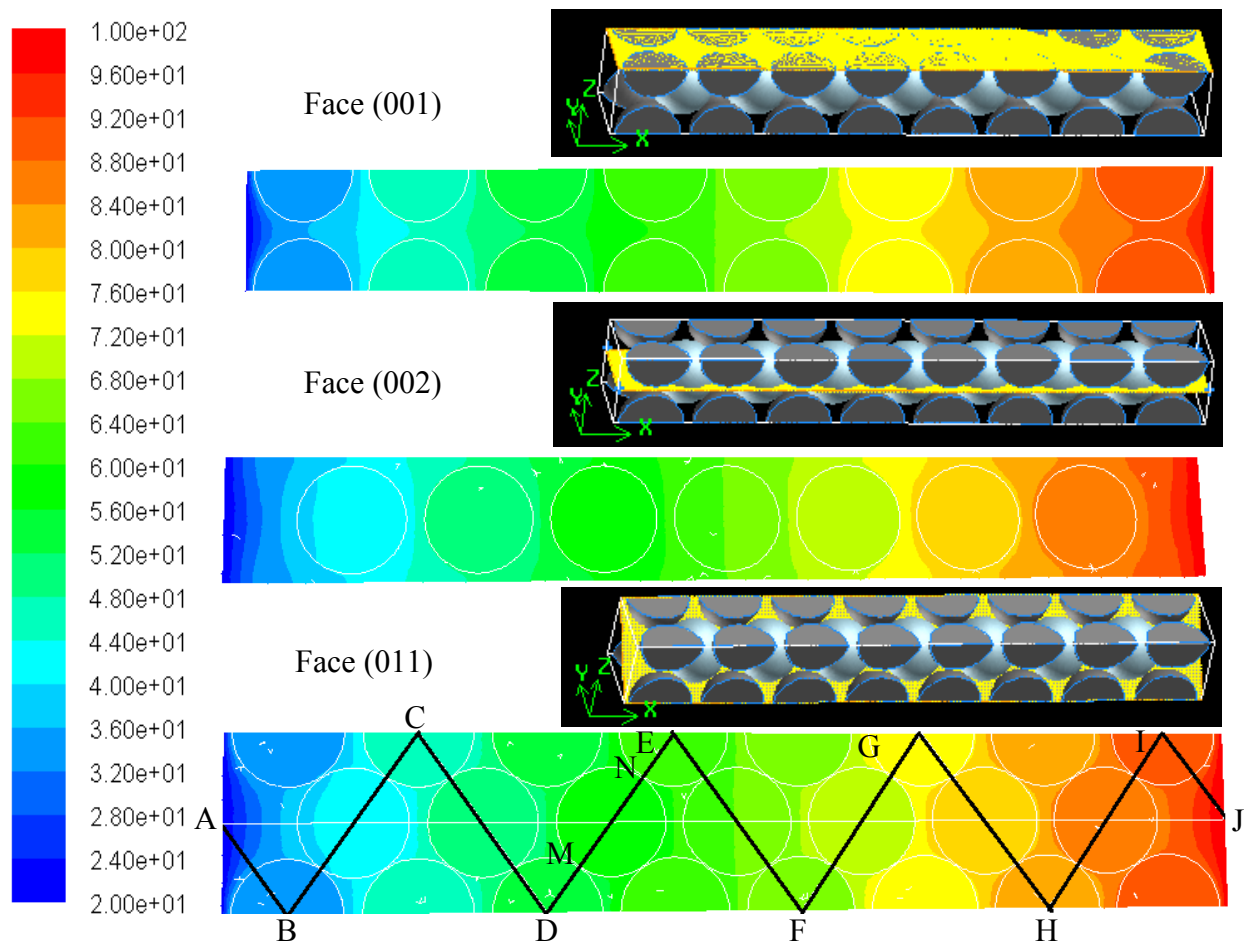 1.00e+02
9.60e+01
9.20e+01
8.80e+01
8.40e+01
8.00e+01
7.60e+01
7.20e+01
6.80e+01
6.40e+01
6.00e+01
5.60e+01
5.20e+01
4.80e+01
4.40e+01
4.00e+01
3.60e+01
3.20e+01
2.80e+01
2.40e+01
2.00e+01
Face (001)
Y Z X
Face (002)
Y Z X
Face (011)
Y Z X
C E G I
N
A J
M
B D F H